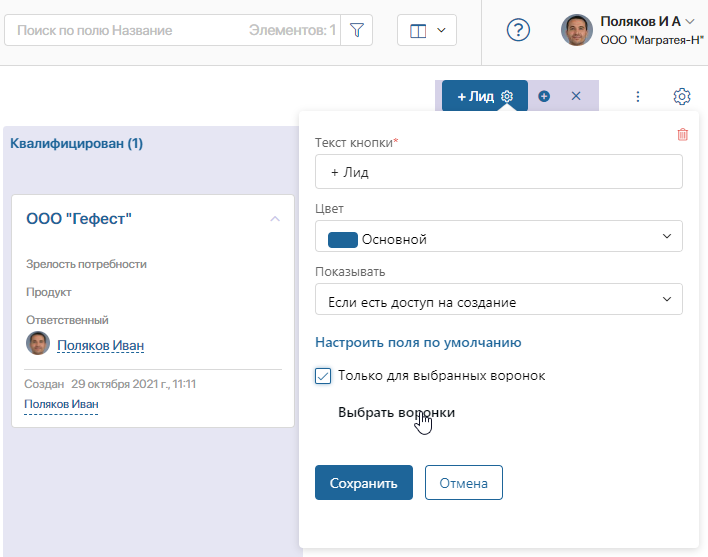 Поиск по полю Название
Элементов: 1
Поляков И А
ООО "Магратея-Н"
+ Лид
Квалифицирован (1)
ООО "Гефест"
Зрелость потребности
Продукт
Ответственный
Поляков Иван
Создан 29 октября 2021 г., 11:11
Поляков Иван
Текст кнопки*
+ Лид
Цвет
Основной
Показывать
Если есть доступ на создание
Настроить поля по умолчанию
Только для выбранных воронок
Выбрать воронки
Сохранить
Отмена